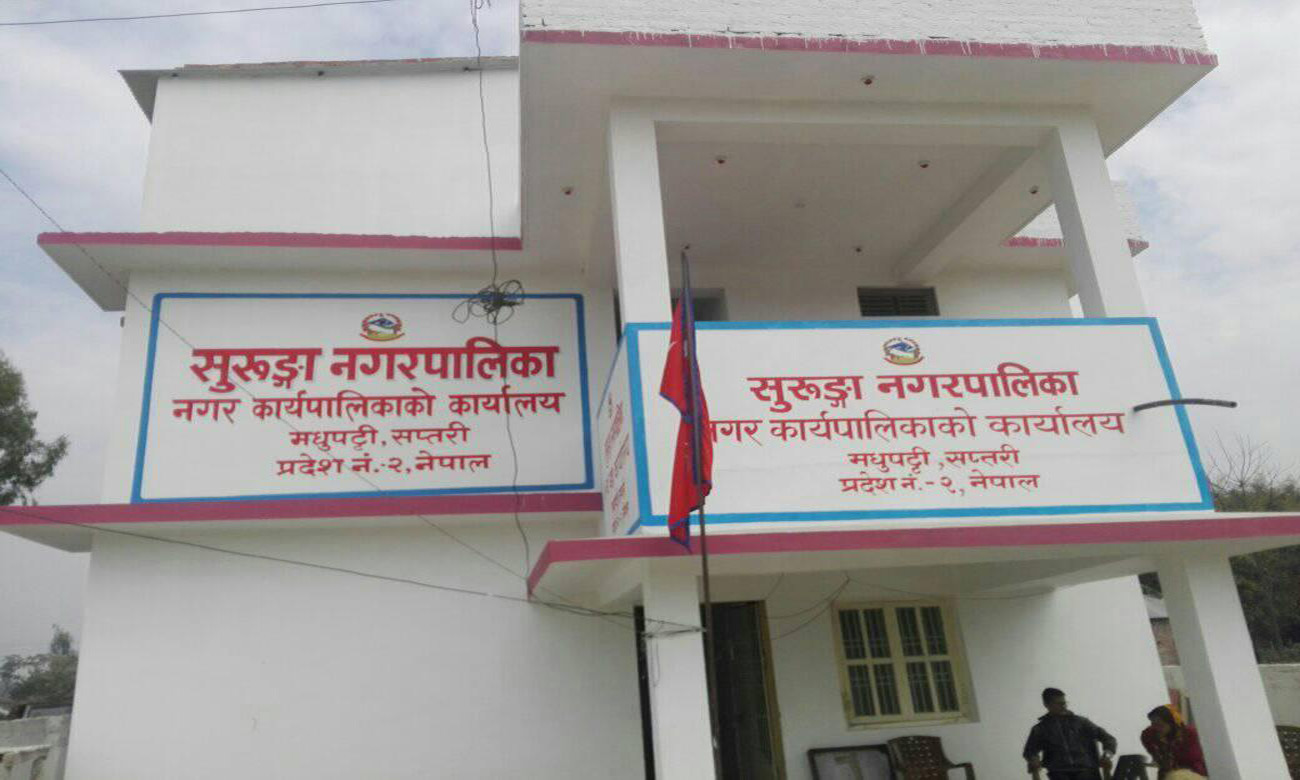 सुरूङ्गा नगरपालिका
नगर कार्यपालिकाको कार्यालय
मधुपट्टी, सप्तरी
प्रदेश नं.-२, नेपाल
सुरूङ्गा नगरपालिका
नगर कार्यपालिकाको कार्यालय
मधुपट्टी, सप्तरी
प्रदेश नं.-२, नेपाल